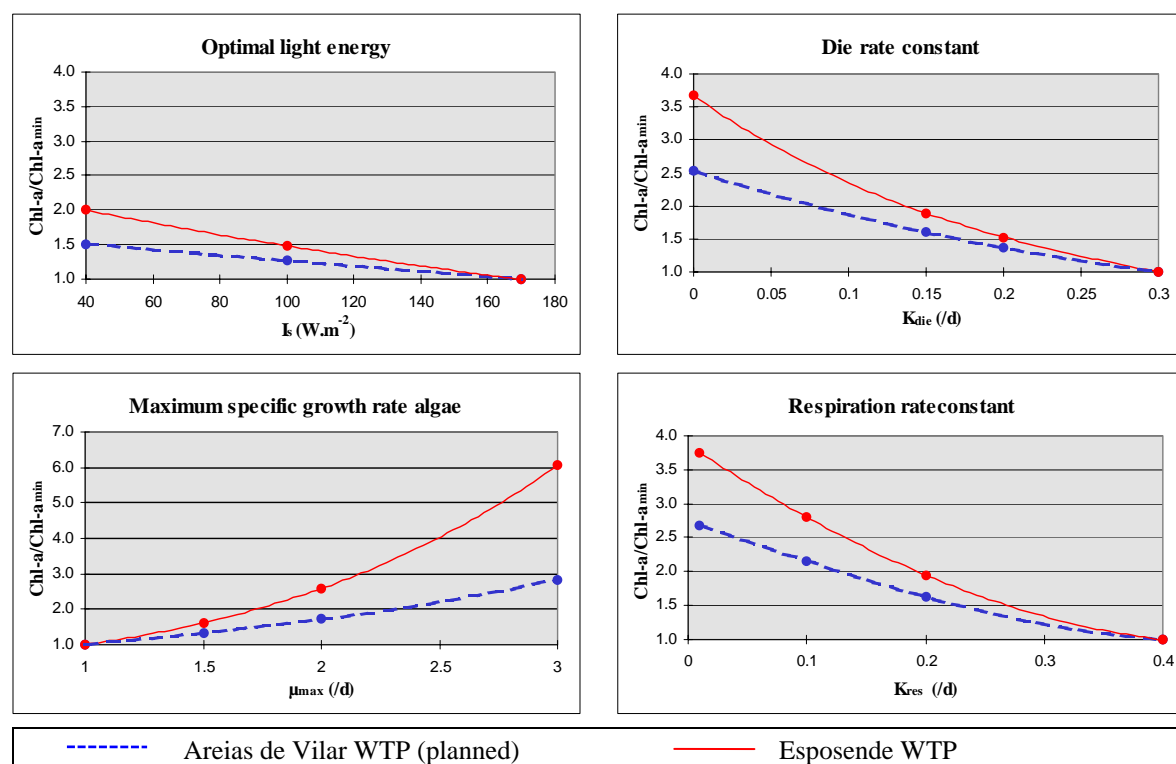 Optimal light energy
4.0
3.5
3.0
2.5
2.0
1.5
1.0
Chl-a/Chl-amin
40 60 80 100 120 140 160 180
Is (W.m-2)
Die rate constant
4.0
3.5
3.0
2.5
2.0
1.5
1.0
Chl-a/Chl-amin
0 0.05 0.1 0.15 0.2 0.25 0.3
Kdie (/d)
Maximum specific growth rate algae
7.0
6.0
5.0
4.0
3.0
2.0
1.0
Chl-a/Chl-amin
1 1.5 2 2.5 3
µmax (/d)
Respiration rateconstant
4.0
3.5
3.0
2.5
2.0
1.5
1.0
Chl-a/Chl-amin
0 0.1 0.2 0.3 0.4
Kres (/d)
Areias de Vilar WTP (planned) Esposende WTP